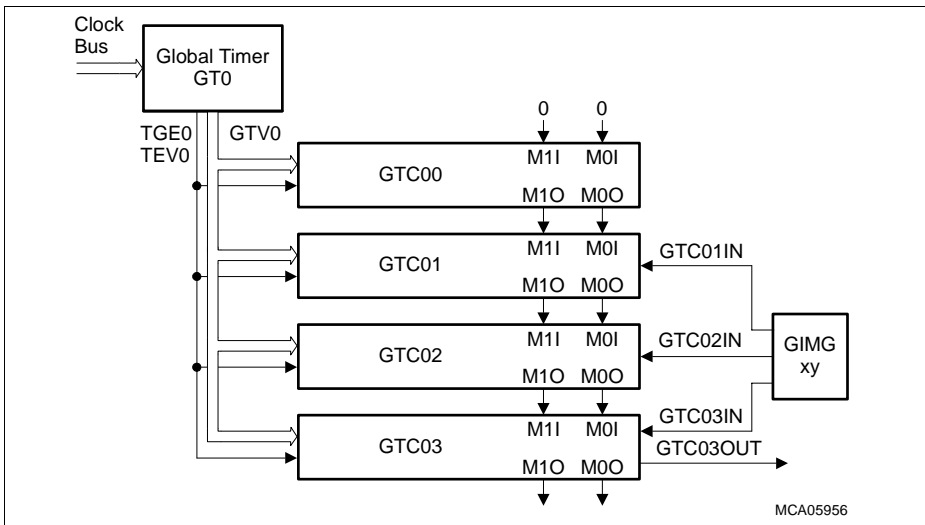 Clock
Bus
Global Timer
GT0
TGE0
TEV0
GTV0
0 0
M1I M0I
GTC00
M1O M0O
M1I M0I
GTC01
M1O M0O
GTC01IN
M1I M0I
GTC02
M1O M0O
GTC02IN
GIMG
xy
M1I M0I
GTC03
M1O M0O
GTC03IN
GTC03OUT
MCA05956